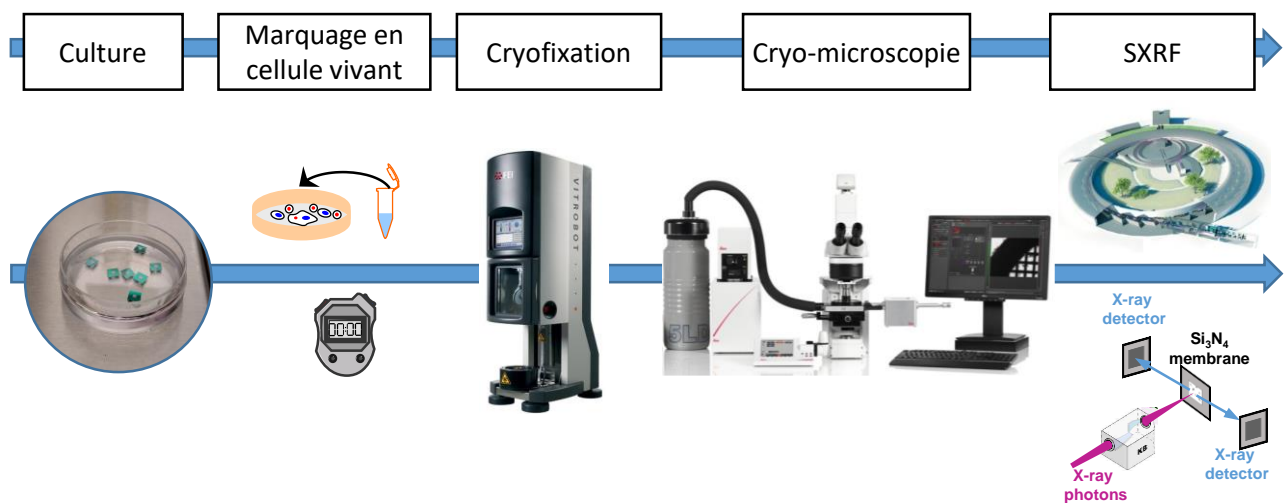 Culture
Marquage en
cellule vivant
Cryofixation
Cryo-microscopie
SXRF
FEI
VITROBOT
00:00
X-ray
detector
Si₃N₄
membrane
KB
X-ray
photons
X-ray
detector